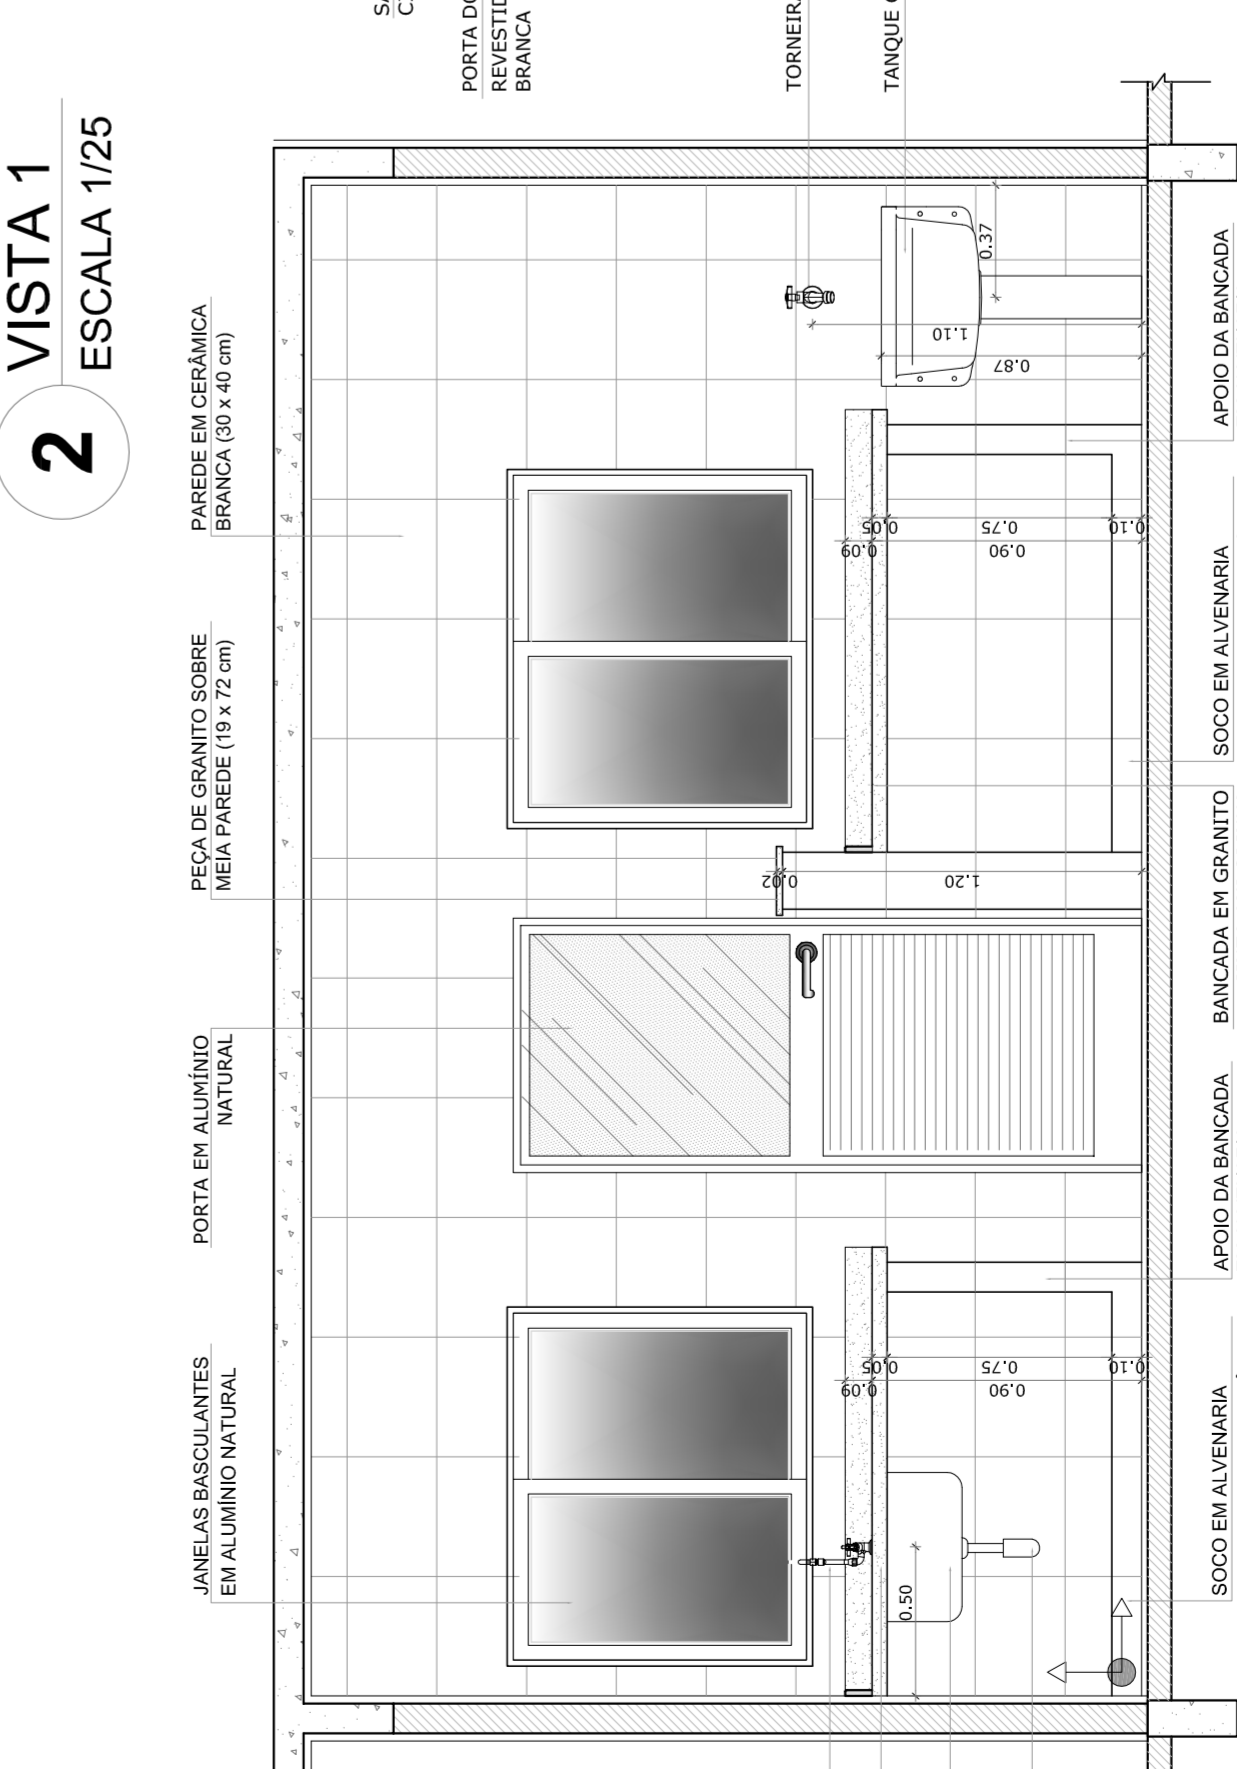 2
VISTA 1
ESCALA 1/25
JANELAS BASCULANTES
EM ALUMÍNIO NATURAL
PORTA EM ALUMÍNIO
NATURAL
PEÇA DE GRANITO SOBRE
MEIA PAREDE (19 x 72 cm)
PAREDE EM CERÂMICA
BRANCA (30 x 40 cm)
PORTA
REVESTID
BRANCA
TORNEIRA
TANQUE
0.02
1.20
0.09
0.05
0.90
0.75
0.10
0.50
0.09
0.05
0.90
0.75
0.10
1.10
0.87
0.37
SOCO EM ALVENARIA
APOIO DA BANCADA
BANCADA EM GRANITO
SOCO EM ALVENARIA
APOIO DA BANCADA